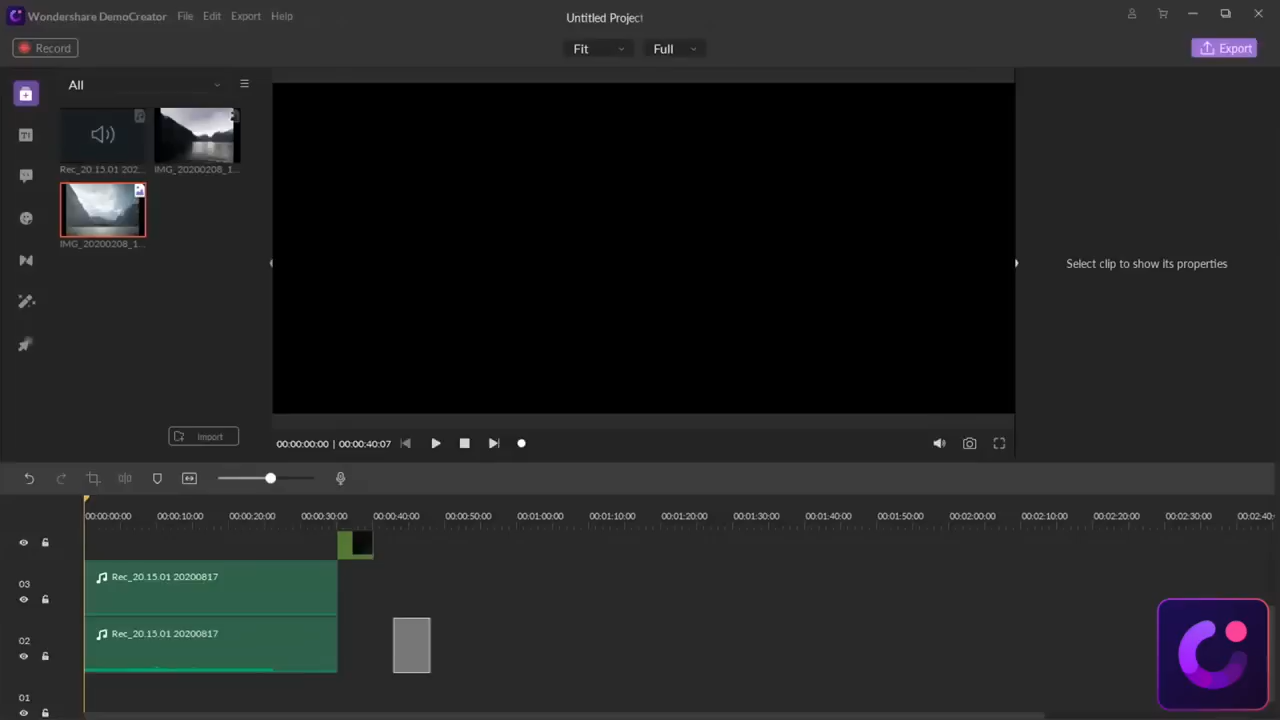 Wondershare DemoCreator File Edit Export Help Untitled Project
Record Fit Full Export
All
Rec_20.15.01 202... IMG_20200208_1...
IMG_20200208_1...
Select clip to show its properties
Import
00:00:00:00 | 00:00:40:07
00:00:00:00 00:00:10:00 00:00:20:00 00:00:30:00 00:00:40:00 00:00:50:00 00:01:00:00 00:01:10:00 00:01:20:00 00:01:30:00 00:01:40:00 00:01:50:00 00:02:00:00 00:02:10:00 00:02:20:00 00:02:30:00 00:02:40:
03 Rec_20.15.01 20200817
02 Rec_20.15.01 20200817
01